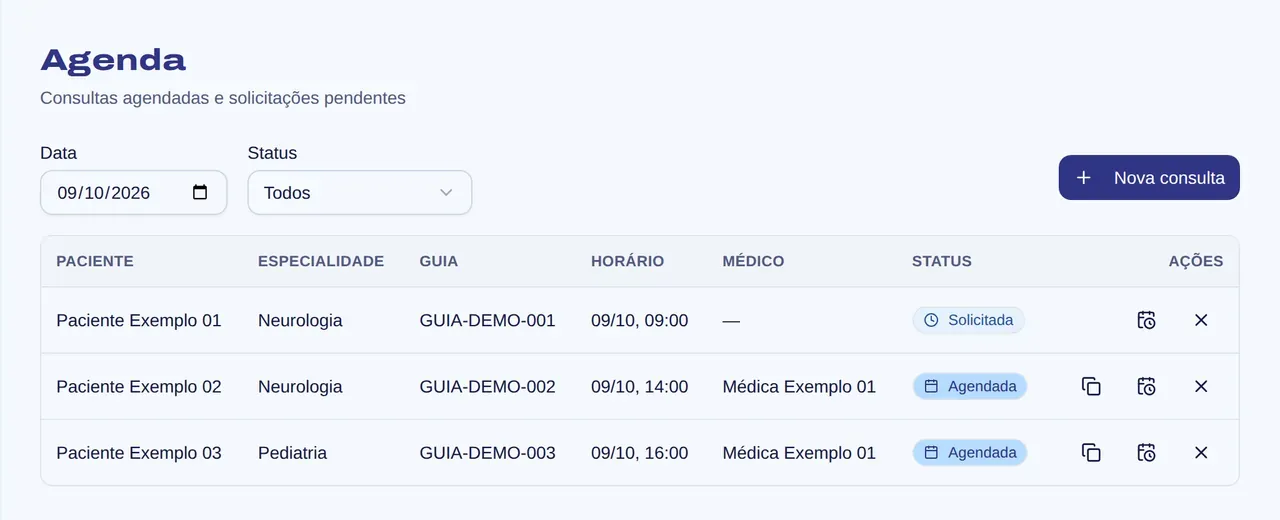 Agenda
Consultas agendadas e solicitações pendentes
Data Status
09/10/2026 Todos
Nova consulta
PACIENTE ESPECIALIDADE GUIA HORÁRIO MÉDICO STATUS AÇÕES
Paciente Exemplo 01 Neurologia GUIA-DEMO-001 09/10, 09:00 — Solicitada
Paciente Exemplo 02 Neurologia GUIA-DEMO-002 09/10, 14:00 Médica Exemplo 01 Agendada
Paciente Exemplo 03 Pediatria GUIA-DEMO-003 09/10, 16:00 Médica Exemplo 01 Agendada